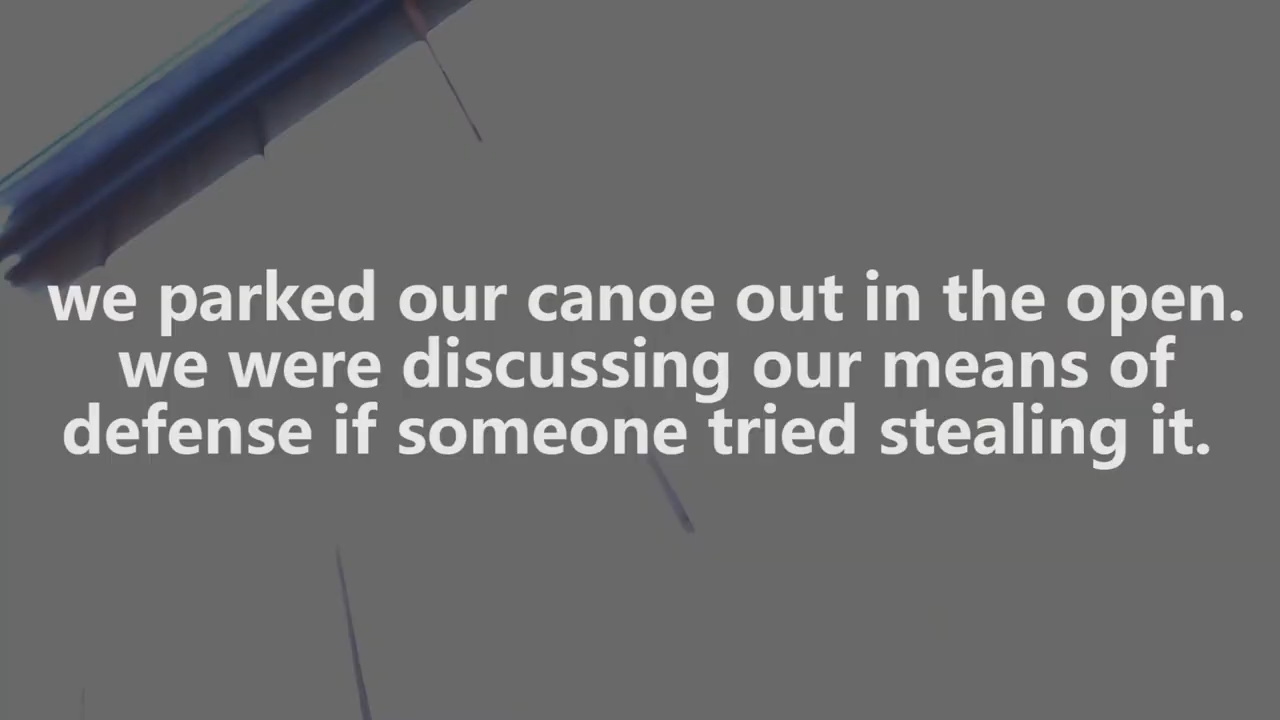 we parked our canoe out in the open.
we were discussing our means of
defense if someone tried stealing it.